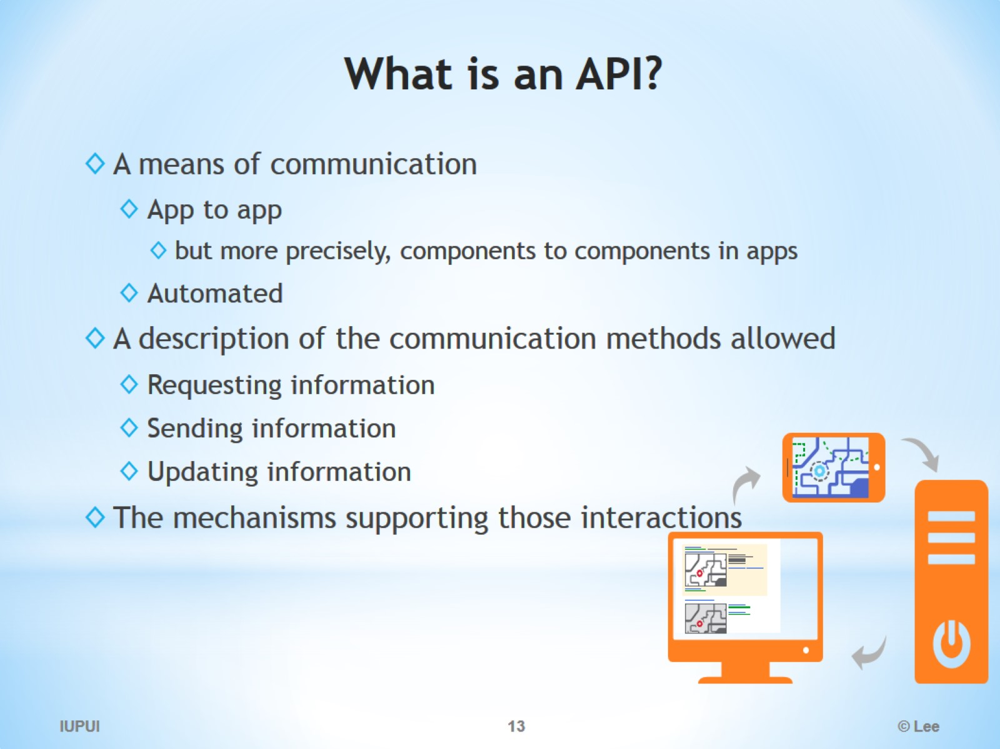 What is an API?
A means of communication
App to app
but more precisely, components to components in apps
Automated
A description of the communication methods allowed
Requesting information
Sending information
Updating information
The mechanisms supporting those interactions
IUPUI
13
© Lee